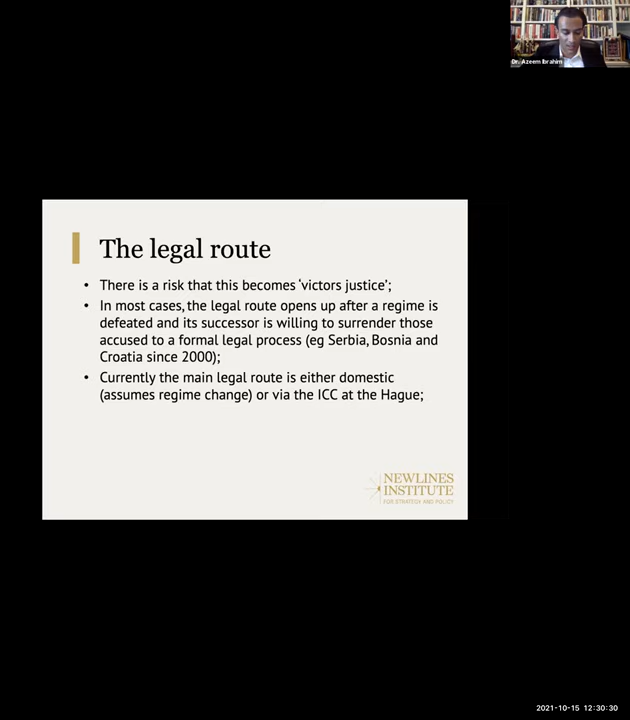 Dr. Azeem Ibrahim
The legal route
• There is a risk that this becomes ‘victors justice’;
• In most cases, the legal route opens up after a regime is
defeated and its successor is willing to surrender those
accused to a formal legal process (eg Serbia, Bosnia and
Croatia since 2000);
• Currently the main legal route is either domestic
(assumes regime change) or via the ICC at the Hague;
NEWLINES
INSTITUTE
FOR STRATEGY AND POLICY
2021-10-15 12:30:30